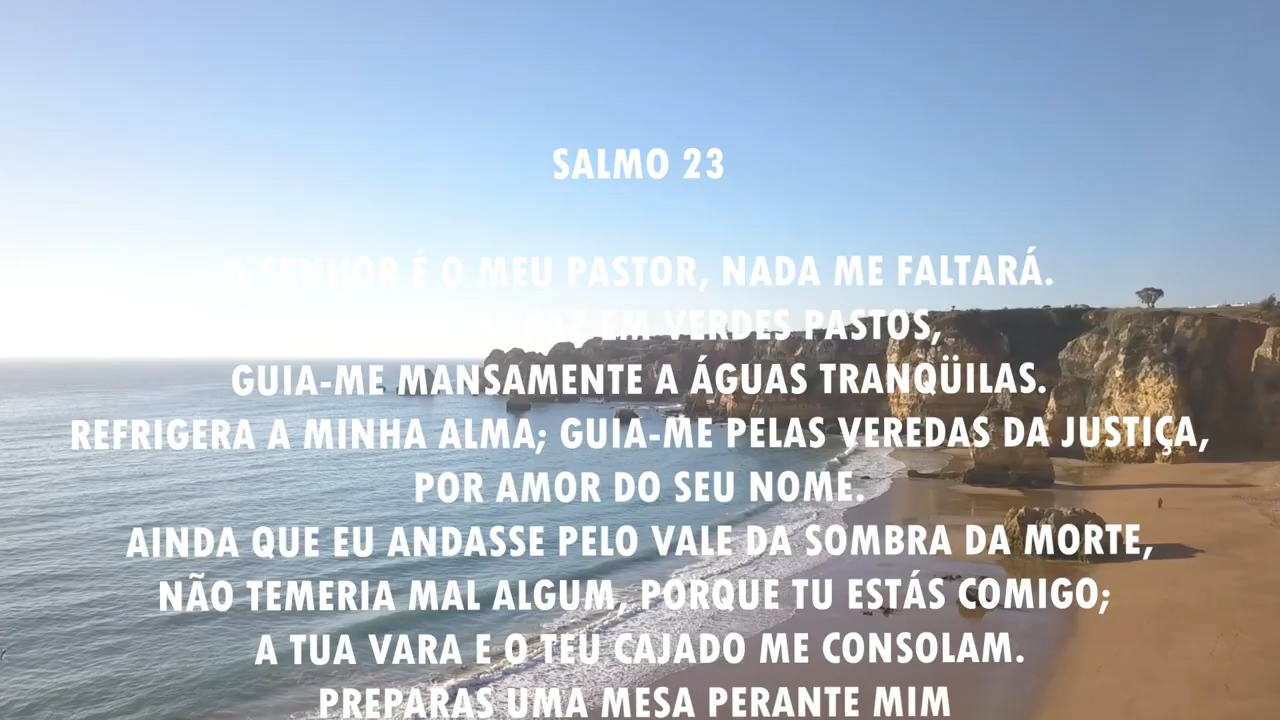 SALMO 23
O SENHOR É O MEU PASTOR, NADA ME FALTARÁ.
FAZ EM VERDES PASTOS,
GUIA-ME MANSAMENTE A ÁGUAS TRANQÜILAS.
REFRIGERA A MINHA ALMA; GUIA-ME PELAS VEREDAS DA JUSTIÇA,
POR AMOR DO SEU NOME.
AINDA QUE EU ANDASSE PELO VALE DA SOMBRA DA MORTE,
NÃO TEMERIA MAL ALGUM, PORQUE TU ESTÁS COMIGO;
A TUA VARA E O TEU CAJADO ME CONSOLAM.
PREPARAS UMA MESA PERANTE MIM